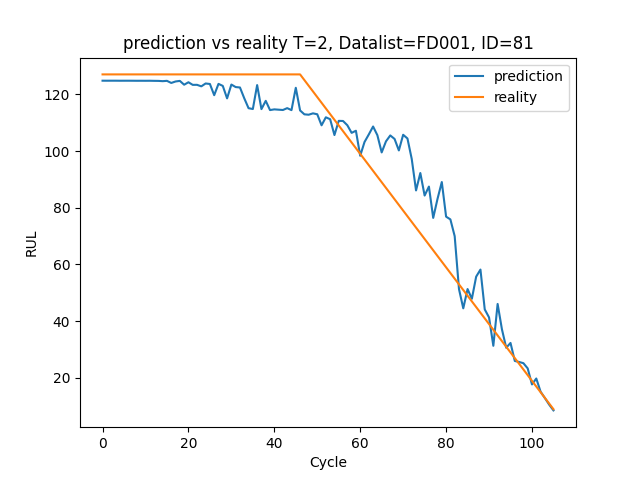 prediction vs reality T=2, Datalist=FD001, ID=81
prediction
reality
RUL
120
100
80
60
40
20
0 20 40 60 80 100
Cycle